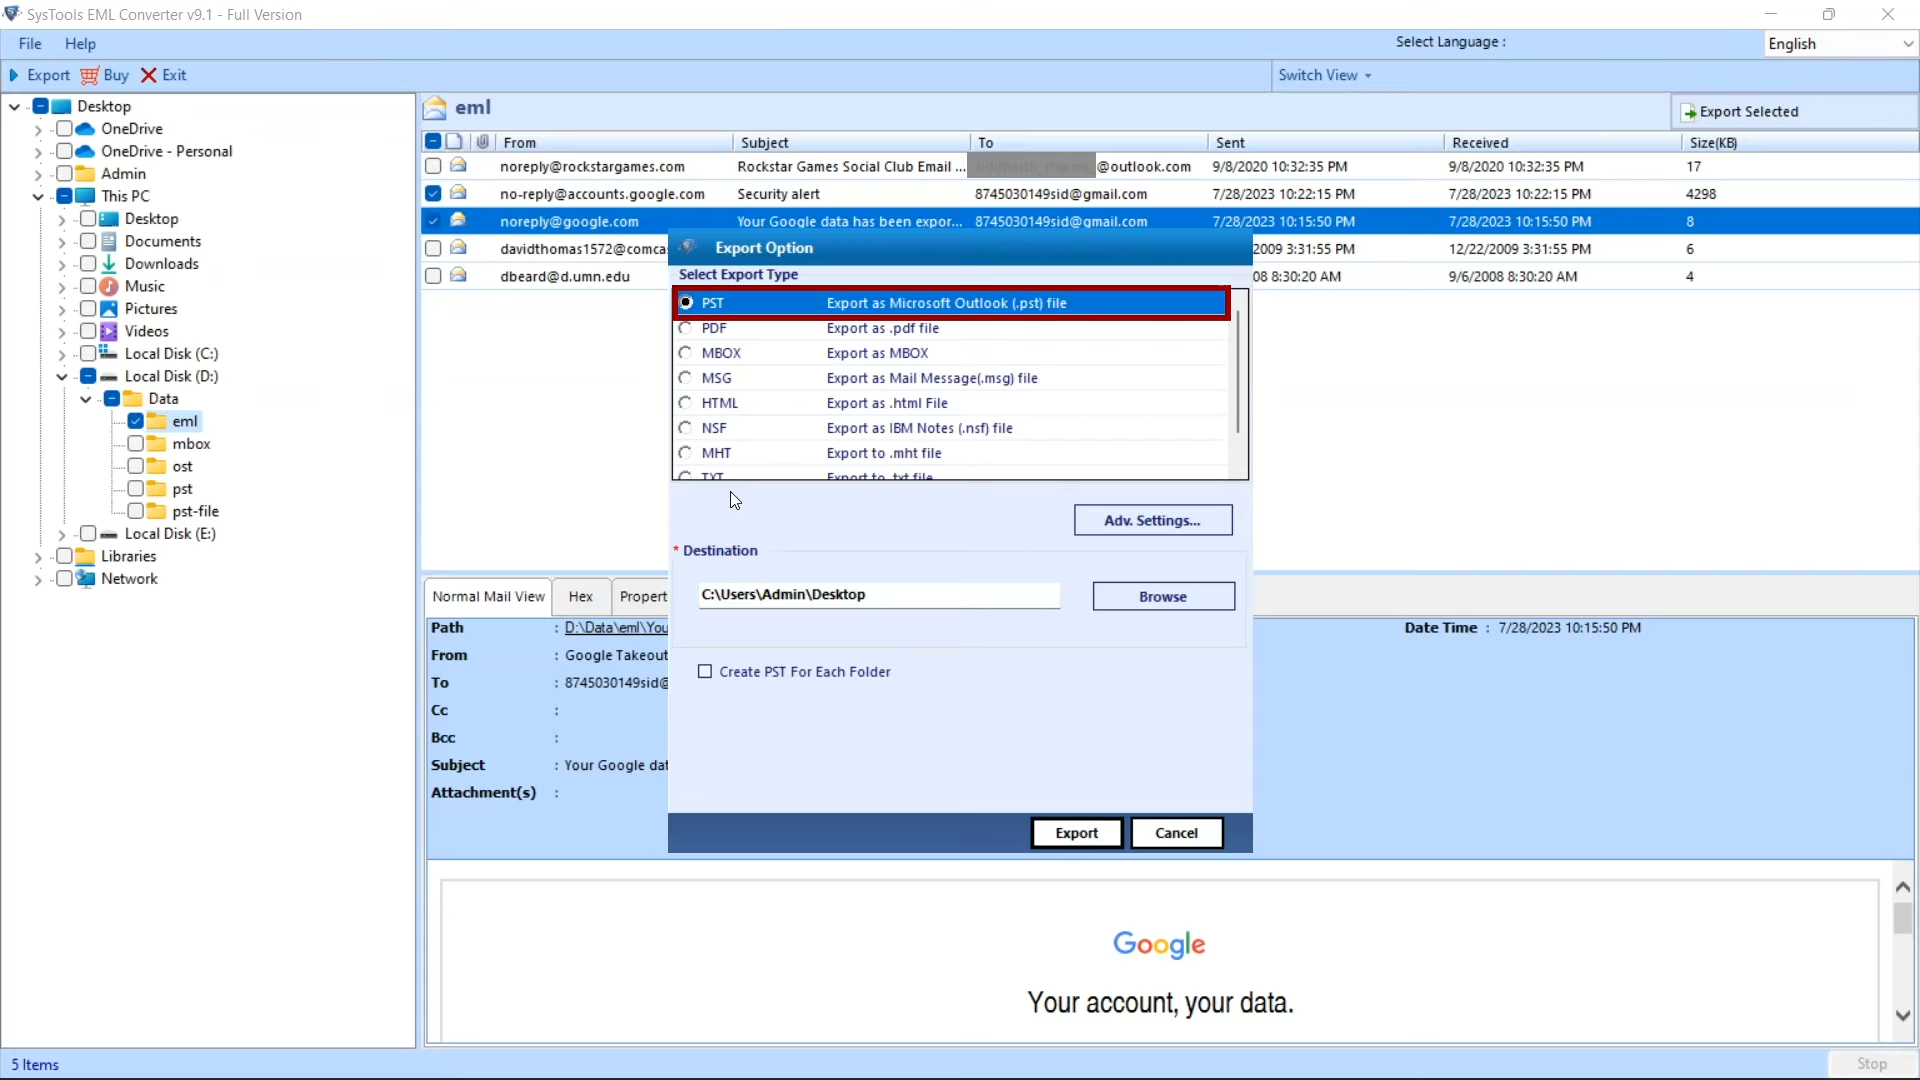 SysTools EML Converter v9.1 - Full Version
File Help Select Language : English
Export Buy Exit Switch View
Desktop
OneDrive
OneDrive - Personal
Admin
This PC
Desktop
Documents
Downloads
Music
Pictures
Videos
Local Disk (C:)
Local Disk (D:)
Data
eml
mbox
ost
pst
pst-file
Local Disk (E:)
Libraries
Network
eml Export Selected
From Subject To Sent Received Size(KB)
noreply@rockstargames.com Rockstar Games Social Club Email ... @outlook.com 9/8/2020 10:32:35 PM 9/8/2020 10:32:35 PM 17
no-reply@accounts.google.com Security alert 8745030149sid@gmail.com 7/28/2023 10:22:15 PM 7/28/2023 10:22:15 PM 4298
noreply@google.com Your Google data has been expor... 8745030149sid@gmail.com 7/28/2023 10:15:50 PM 7/28/2023 10:15:50 PM 8
davidthomas1572@comca 2009 3:31:55 PM 12/22/2009 3:31:55 PM 6
dbeard@d.umn.edu 08 8:30:20 AM 9/6/2008 8:30:20 AM 4
Export Option
Select Export Type
PST Export as Microsoft Outlook (.pst) file
PDF Export as .pdf file
MBOX Export as MBOX
MSG Export as Mail Message(.msg) file
HTML Export as .html File
NSF Export as IBM Notes (.nsf) file
MHT Export to .mht file
TXT Export to .txt file
Adv. Settings...
* Destination
C:\Users\Admin\Desktop Browse
Create PST For Each Folder
Export Cancel
Normal Mail View Hex Propert
Path : D:\Data\eml\You Date Time : 7/28/2023 10:15:50 PM
From : Google Takeout
To : 8745030149sid@
Cc :
Bcc :
Subject : Your Google dat
Attachment(s) :
Google
Your account, your data.
5 Items Stop